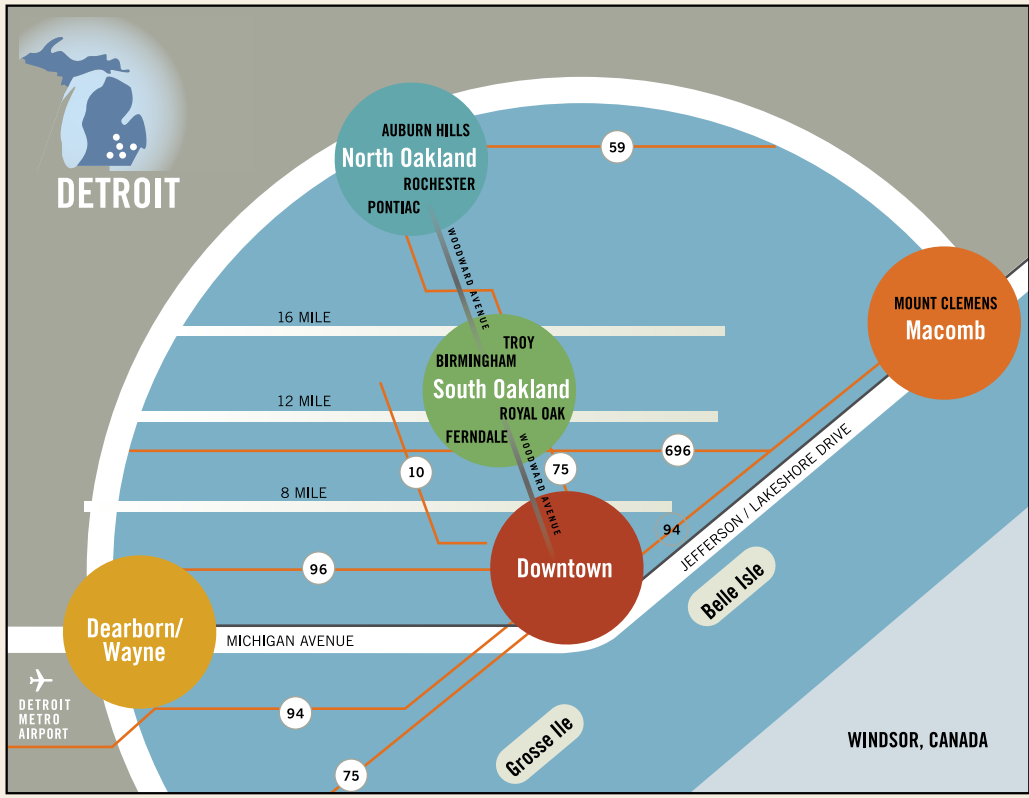 DETROIT
AUBURN HILLS
North Oakland
ROCHESTER
PONTIAC
59
WOODWARD AVENUE
MOUNT CLEMENS
Macomb
16 MILE
TROY
BIRMINGHAM
South Oakland
12 MILE
ROYAL OAK
FERNDALE
WOODWARD AVENUE
696
10
75
8 MILE
94
JEFFERSON / LAKESHORE DRIVE
96
Downtown
Belle Isle
Dearborn/
Wayne
MICHIGAN AVENUE
DETROIT
METRO
AIRPORT
94
Grosse Ile
WINDSOR, CANADA
75